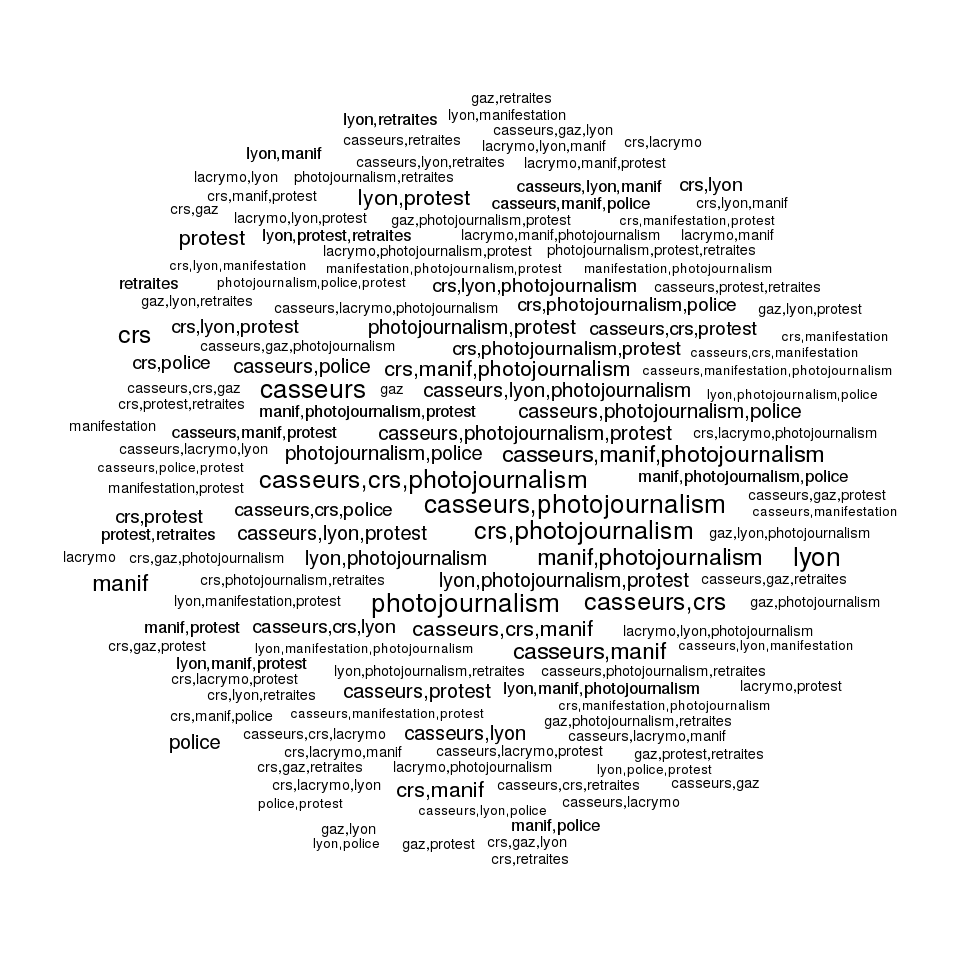 gaz,retraites
lyon,retraites lyon,manifestation
casseurs,gaz,lyon
casseurs,retraites lacrymo,lyon,manif crs,lacrymo
lyon,manif casseurs,lyon,retraites lacrymo,manif,protest
lacrymo,lyon photojournalism,retraites
casseurs,lyon,manif crs,lyon
crs,manif,protest lyon,protest casseurs,manif,police crs,lyon,manif
crs,gaz
lacrymo,lyon,protest gaz,photojournalism,protest crs,manifestation,protest
protest lyon,protest,retraites lacrymo,manif,photojournalism lacrymo,manif
lacrymo,photojournalism,protest photojournalism,protest,retraites
crs,lyon,manifestation manifestation,photojournalism,protest manifestation,photojournalism
retraites photojournalism,police,protest crs,lyon,photojournalism casseurs,protest,retraites
gaz,lyon,retraites casseurs,lacrymo,photojournalism crs,photojournalism,police gaz,lyon,protest
crs crs,lyon,protest photojournalism,protest casseurs,crs,protest crs,manifestation
casseurs,gaz,photojournalism crs,photojournalism,protest casseurs,crs,manifestation
crs,police casseurs,police crs,manif,photojournalism casseurs,manifestation,photojournalism
casseurs,crs,gaz casseurs gaz casseurs,lyon,photojournalism lyon,photojournalism,police
crs,protest,retraites manif,photojournalism,protest casseurs,photojournalism,police
manifestation casseurs,manif,protest casseurs,photojournalism,protest crs,lacrymo,photojournalism
casseurs,lacrymo,lyon photojournalism,police casseurs,manif,photojournalism
casseurs,police,protest
casseurs,crs,photojournalism manif,photojournalism,police
manifestation,protest casseurs,gaz,protest
crs,protest casseurs,crs,police casseurs,photojournalism casseurs,manifestation
protest,retraites casseurs,lyon,protest crs,photojournalism gaz,lyon,photojournalism
lacrymo crs,gaz,photojournalism lyon,photojournalism manif,photojournalism lyon
manif crs,photojournalism,retraites lyon,photojournalism,protest casseurs,gaz,retraites
lyon,manifestation,protest photojournalism casseurs,crs gaz,photojournalism
manif,protest casseurs,crs,lyon casseurs,crs,manif lacrymo,lyon,photojournalism
crs,gaz,protest lyon,manifestation,photojournalism casseurs,manif casseurs,lyon,manifestation
lyon,manif,protest
crs,lacrymo,protest lyon,photojournalism,retraites casseurs,photojournalism,retraites
crs,lyon,retraites casseurs,protest lyon,manif,photojournalism lacrymo,protest
crs,manifestation,photojournalism
crs,manif,police casseurs,manifestation,protest gaz,photojournalism,retraites
police casseurs,crs,lacrymo casseurs,lyon casseurs,lacrymo,manif
crs,lacrymo,manif casseurs,lacrymo,protest gaz,protest,retraites
crs,gaz,retraites lacrymo,photojournalism lyon,police,protest
crs,lacrymo,lyon crs,manif casseurs,crs,retraites casseurs,gaz
police,protest casseurs,lyon,police casseurs,lacrymo
gaz,lyon manif,police
lyon,police gaz,protest crs,gaz,lyon
crs,retraites